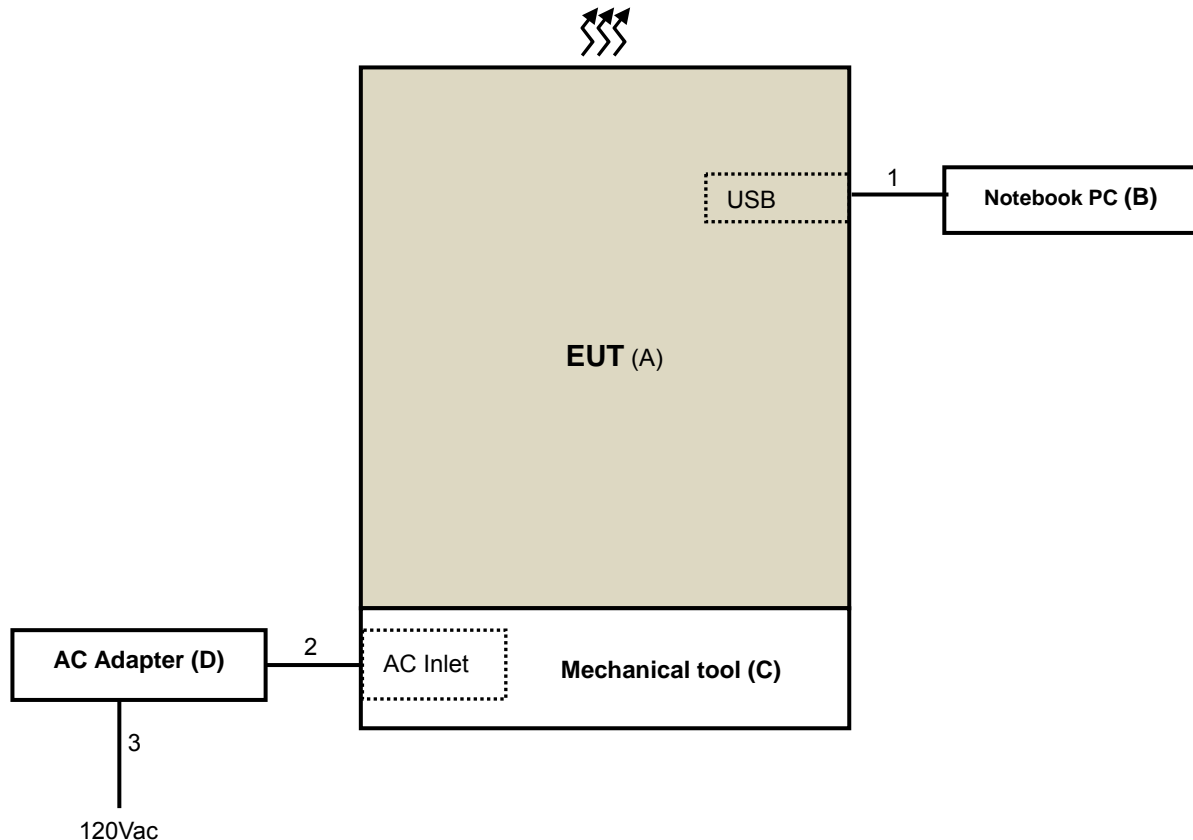 USB
1
Notebook PC (B)
EUT (A)
AC Adapter (D)
2
AC Inlet
Mechanical tool (C)
3
120Vac